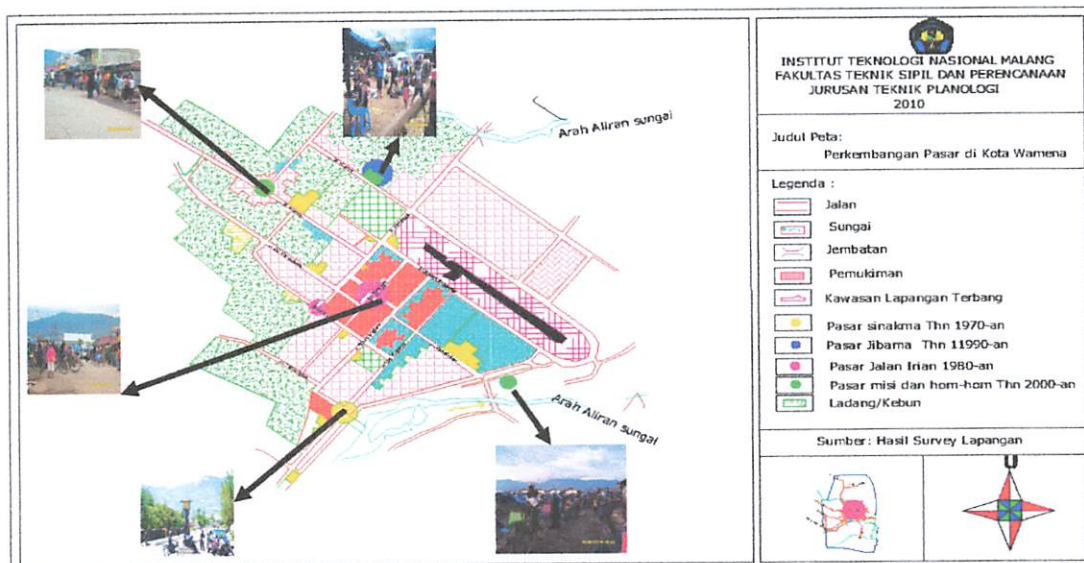 INSTITUT TEKNOLOGI NASIONAL MALANG
FAKULTAS TEKNIK SIPIL DAN PERENCANAAN
JURUSAN TEKNIK PLANOLOGI
2010
Judul Peta:
Perkembangan Pasar di Kota Wamena
Legenda :
Jalan
Sungai
Jembatan
Pemukiman
Kawasan Lapangan Terbang
Pasar sinakma Thn 1970-an
Pasar Jibama Thn 11990-an
Pasar Jalan Irian 1980-an
Pasar misi dan hom-hom Thn 2000-an
Ladang/Kebun
Sumber: Hasil Survey Lapangan
U
Arah Aliran sungai
Arah Aliran sungai